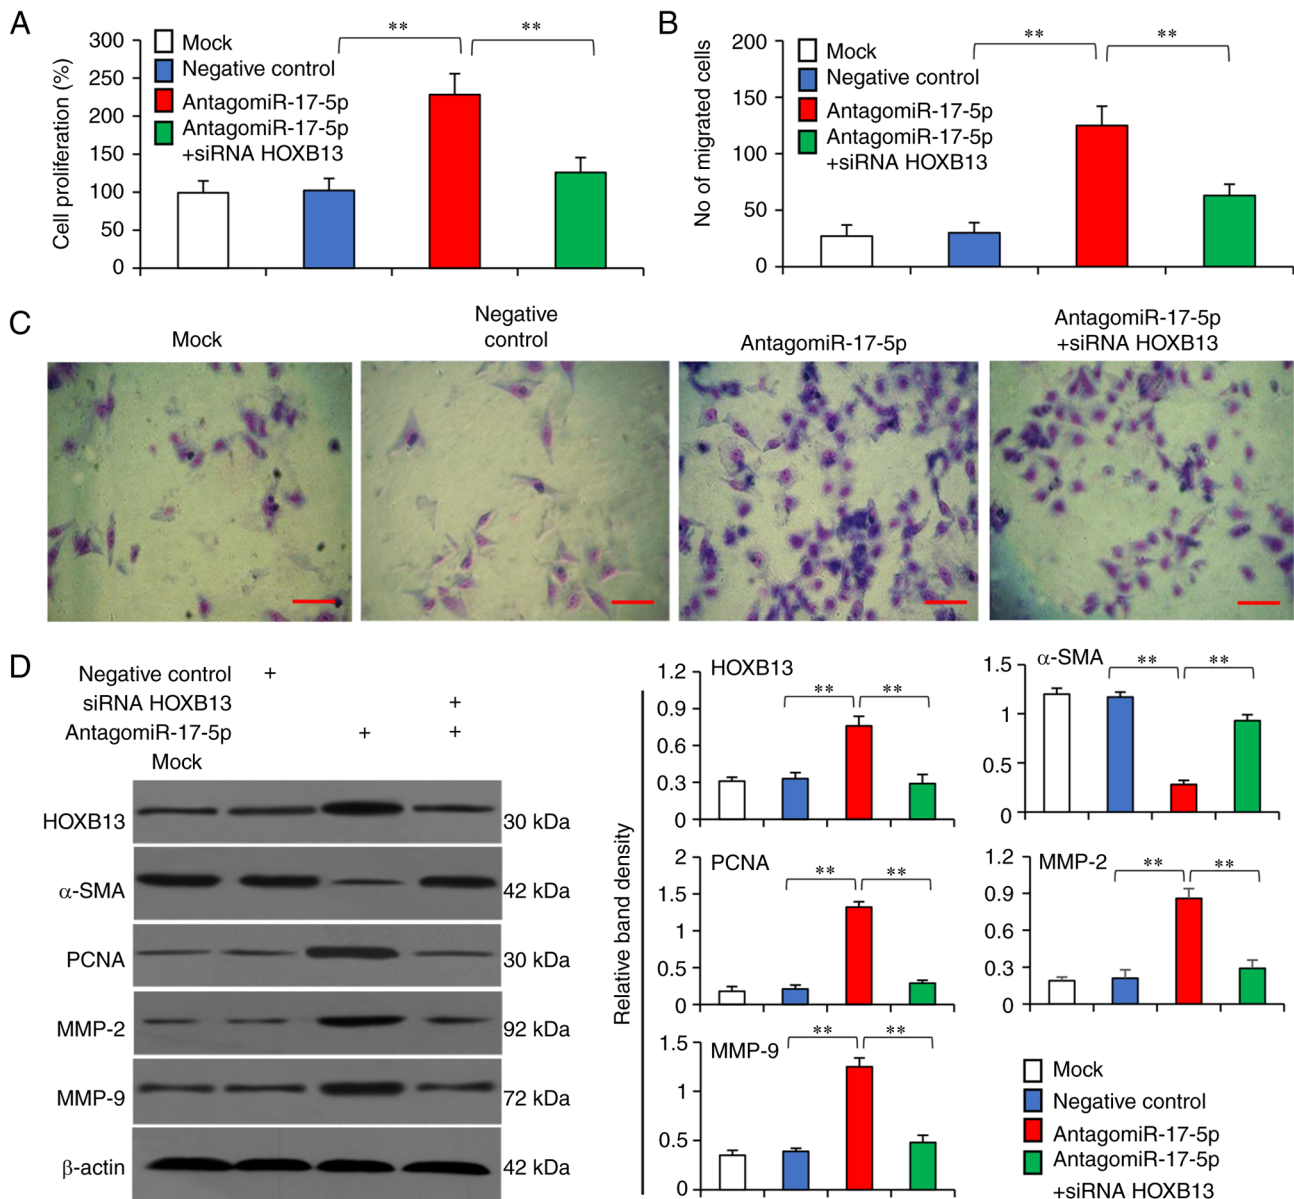 A
Cell proliferation (%)
300
250
200
150
100
50
0
Mock
Negative control
AntagomiR-17-5p
AntagomiR-17-5p
+siRNA HOXB13
**
**
B
No of migrated cells
200
150
100
50
0
Mock
Negative control
AntagomiR-17-5p
AntagomiR-17-5p
+siRNA HOXB13
**
**
C
Mock
Negative
control
AntagomiR-17-5p
AntagomiR-17-5p
+siRNA HOXB13
D
Negative control +
siRNA HOXB13 +
AntagomiR-17-5p + +
Mock
HOXB13 30 kDa
α-SMA 42 kDa
PCNA 30 kDa
MMP-2 92 kDa
MMP-9 72 kDa
β-actin 42 kDa
Relative band density
HOXB13
1.2
0.9
0.6
0.3
0
**
**
α-SMA
1.5
1
0.5
0
**
**
PCNA
2
1.5
1
0.5
0
**
**
MMP-2
1.2
0.9
0.6
0.3
0
**
**
MMP-9
1.5
1
0.5
0
**
**
Mock
Negative control
AntagomiR-17-5p
AntagomiR-17-5p
+siRNA HOXB13